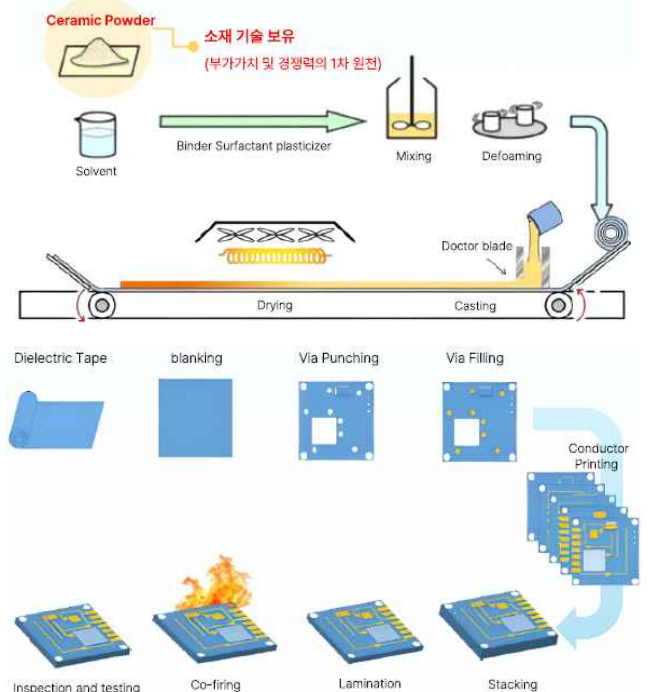 Ceramic Powder
소재 기술 보유
(부가가치 및 경쟁력의 1차 원천)
Solvent
Binder Surfactant plasticizer
Mixing
Defoaming
Doctor blade
Drying
Casting
Dielectric Tape
blanking
Via Punching
Via Filling
Conductor
Printing
Inspection and testing
Co-firing
Lamination
Stacking